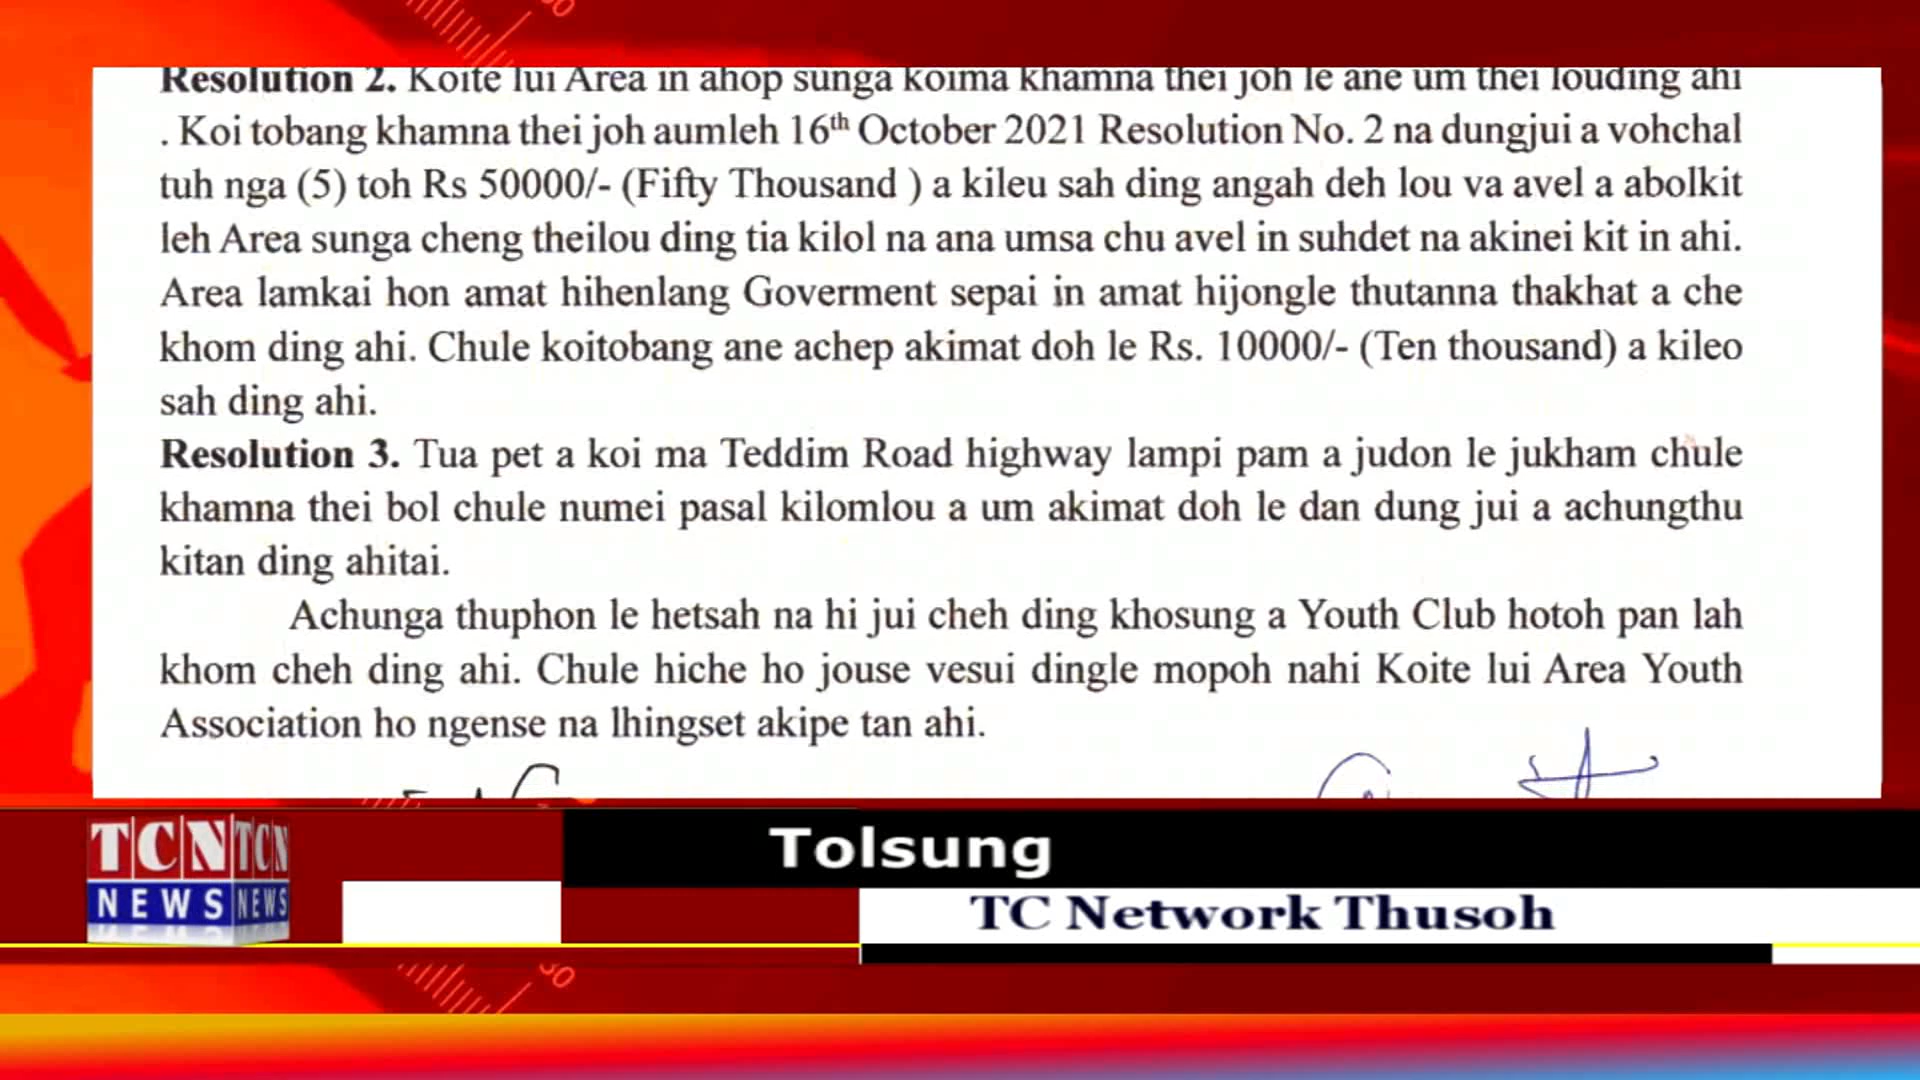 Resolution 2. Koite lui Area in ahop sunga koima khamna thei joh le ane um thei louding ahi
. Koi tobang khamna thei joh aumleh 16th October 2021 Resolution No. 2 na dungjui a vohchal
tuh nga (5) toh Rs 50000/- (Fifty Thousand ) a kileu sah ding angah deh lou va avel a abolkit
leh Area sunga cheng theilou ding tia kilol na ana umsa chu avel in suhdet na akinei kit in ahi.
Area lamkai hon amat hihenlang Goverment sepai in amat hijongle thutanna thakhat a che
khom ding ahi. Chule koitobang ane achep akimat doh le Rs. 10000/- (Ten thousand) a kileo
sah ding ahi.
Resolution 3. Tua pet a koi ma Teddim Road highway lampi pam a judon le jukham chule
khamna thei bol chule numei pasal kilomlou a um akimat doh le dan dung jui a achungthu
kitan ding ahitai.
Achunga thuphon le hetsah na hi jui cheh ding khosung a Youth Club hotoh pan lah
khom cheh ding ahi. Chule hiche ho jouse vesui dingle mopoh nahi Koite lui Area Youth
Association ho ngense na lhingset akipe tan ahi.
TCN TCN
NEWS NEWS
Tolsung
TC Network Thusoh